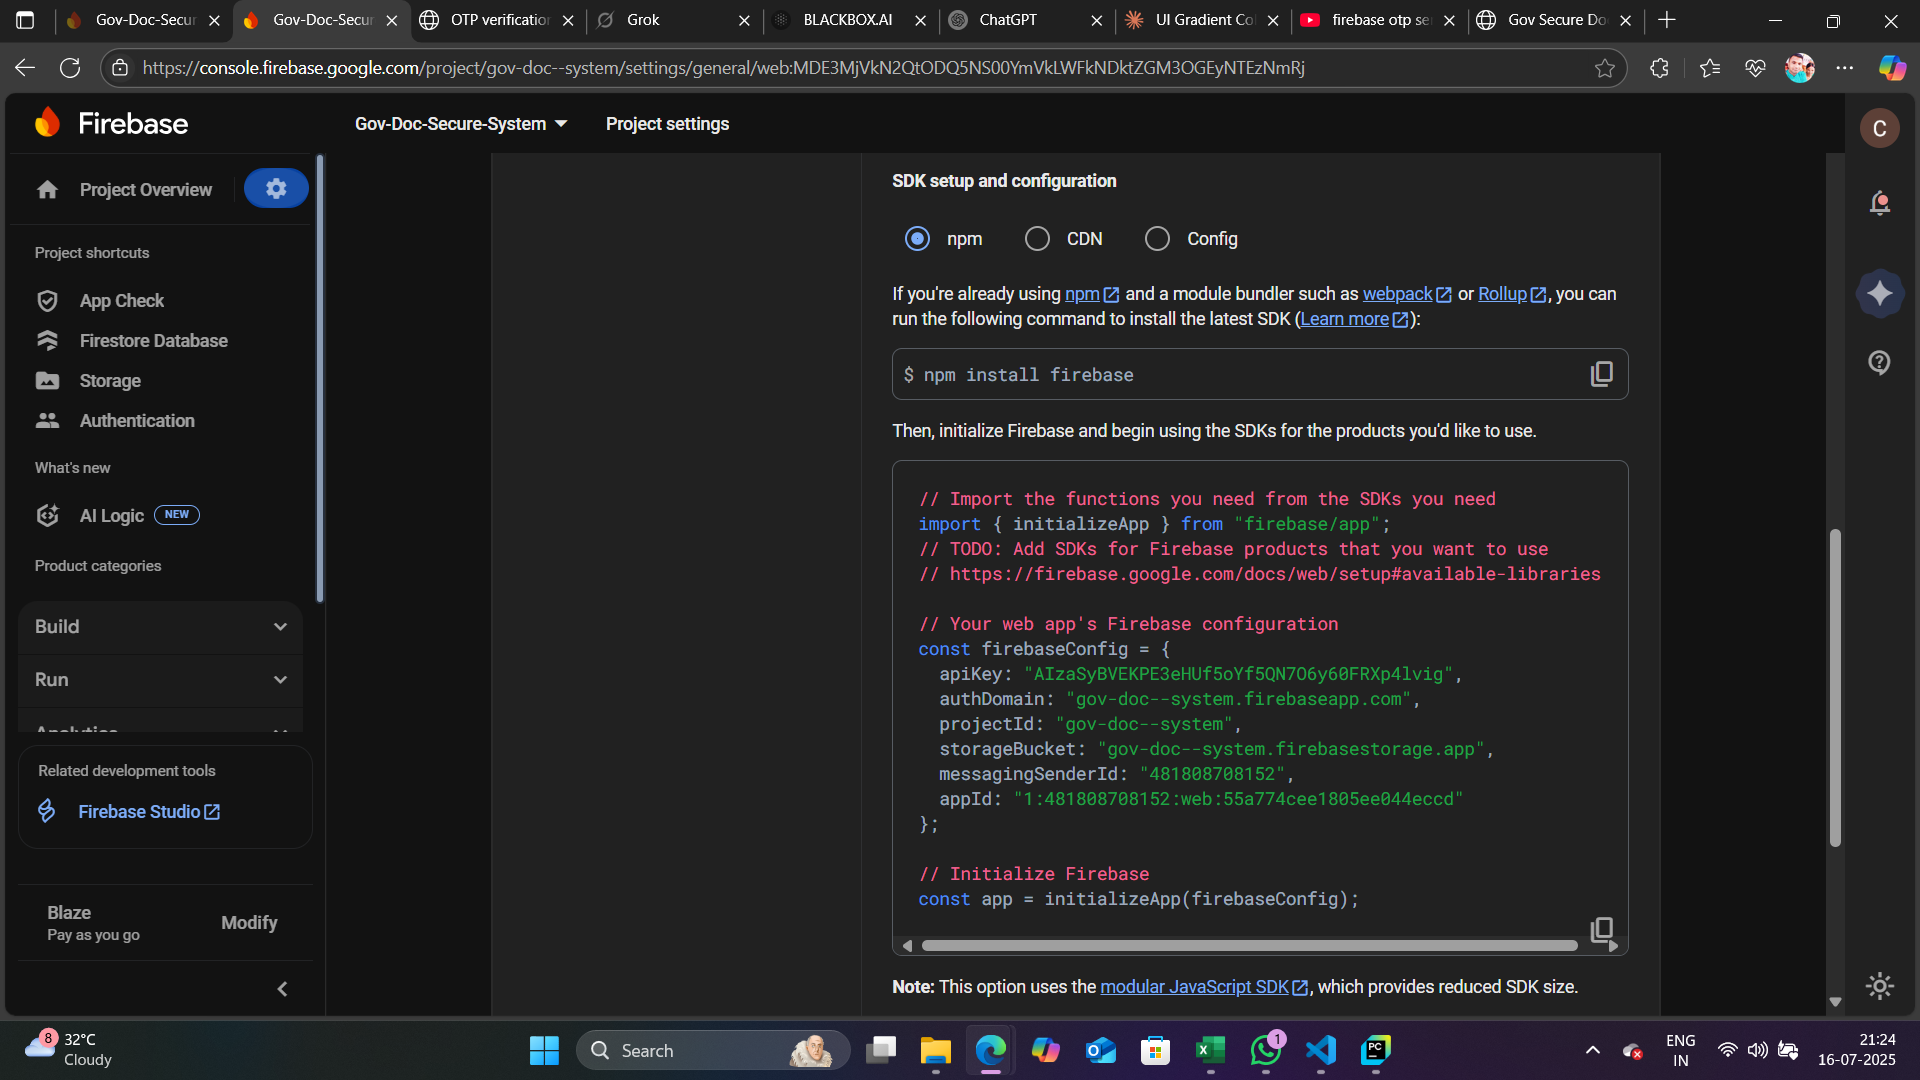 Gov-Doc-Secur
Gov-Doc-Secur
OTP verification
Grok
BLACKBOX.AI
ChatGPT
UI Gradient Co
firebase otp se
Gov Secure Do
https://console.firebase.google.com/project/gov-doc--system/settings/general/web:MDE3MjVkN2QtODQ5NS00YmVkLWFkNDktZGM3OGEyNTEzNmRj
Firebase
Gov-Doc-Secure-System
Project settings
C
Project Overview
Project shortcuts
App Check
Firestore Database
Storage
Authentication
What's new
AI Logic NEW
Product categories
Build
Run
Analytics
Related development tools
Firebase Studio
Blaze
Pay as you go
Modify
SDK setup and configuration
npm CDN Config
If you're already using npm and a module bundler such as webpack or Rollup, you can
run the following command to install the latest SDK (Learn more):
$ npm install firebase
Then, initialize Firebase and begin using the SDKs for the products you'd like to use.
// Import the functions you need from the SDKs you need
import { initializeApp } from "firebase/app";
// TODO: Add SDKs for Firebase products that you want to use
// https://firebase.google.com/docs/web/setup#available-libraries
// Your web app's Firebase configuration
const firebaseConfig = {
apiKey: "AIzaSyBVEKPE3eHUf5oYf5QN7O6y60FRXp4lvig",
authDomain: "gov-doc--system.firebaseapp.com",
projectId: "gov-doc--system",
storageBucket: "gov-doc--system.firebasestorage.app",
messagingSenderId: "481808708152",
appId: "1:481808708152:web:55a774cee1805ee044eccd"
};
// Initialize Firebase
const app = initializeApp(firebaseConfig);
Note: This option uses the modular JavaScript SDK, which provides reduced SDK size.
8
32°C
Cloudy
Search
1
PC
ENG
IN
21:24
16-07-2025